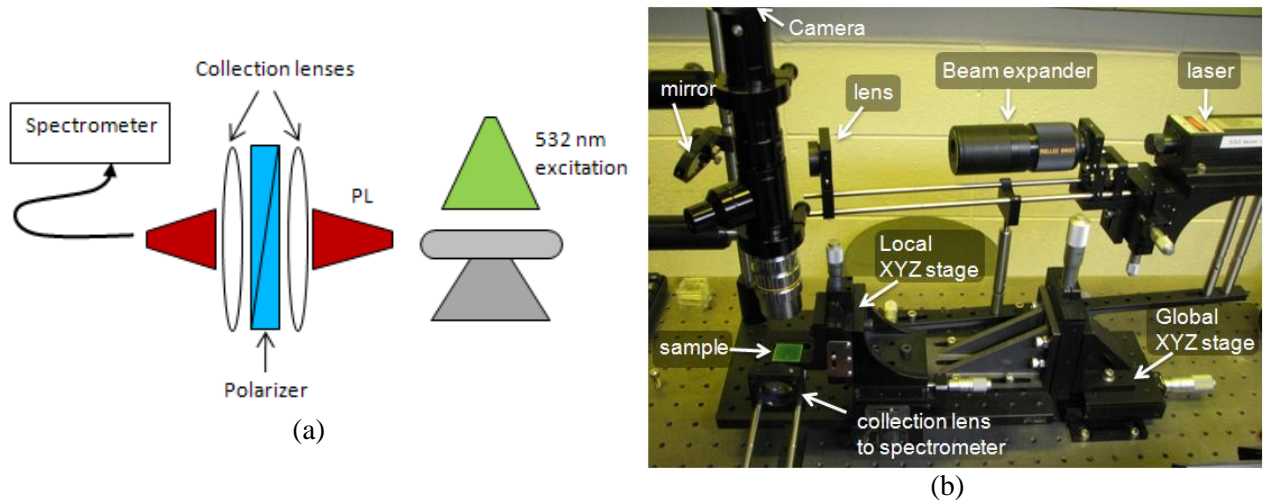 Collection lenses
Spectrometer
532 nm
excitation
PL
Polarizer
(a)
Camera
mirror
lens
Beam expander
laser
Local
XYZ stage
Global
XYZ stage
sample
collection lens
to spectrometer
(b)